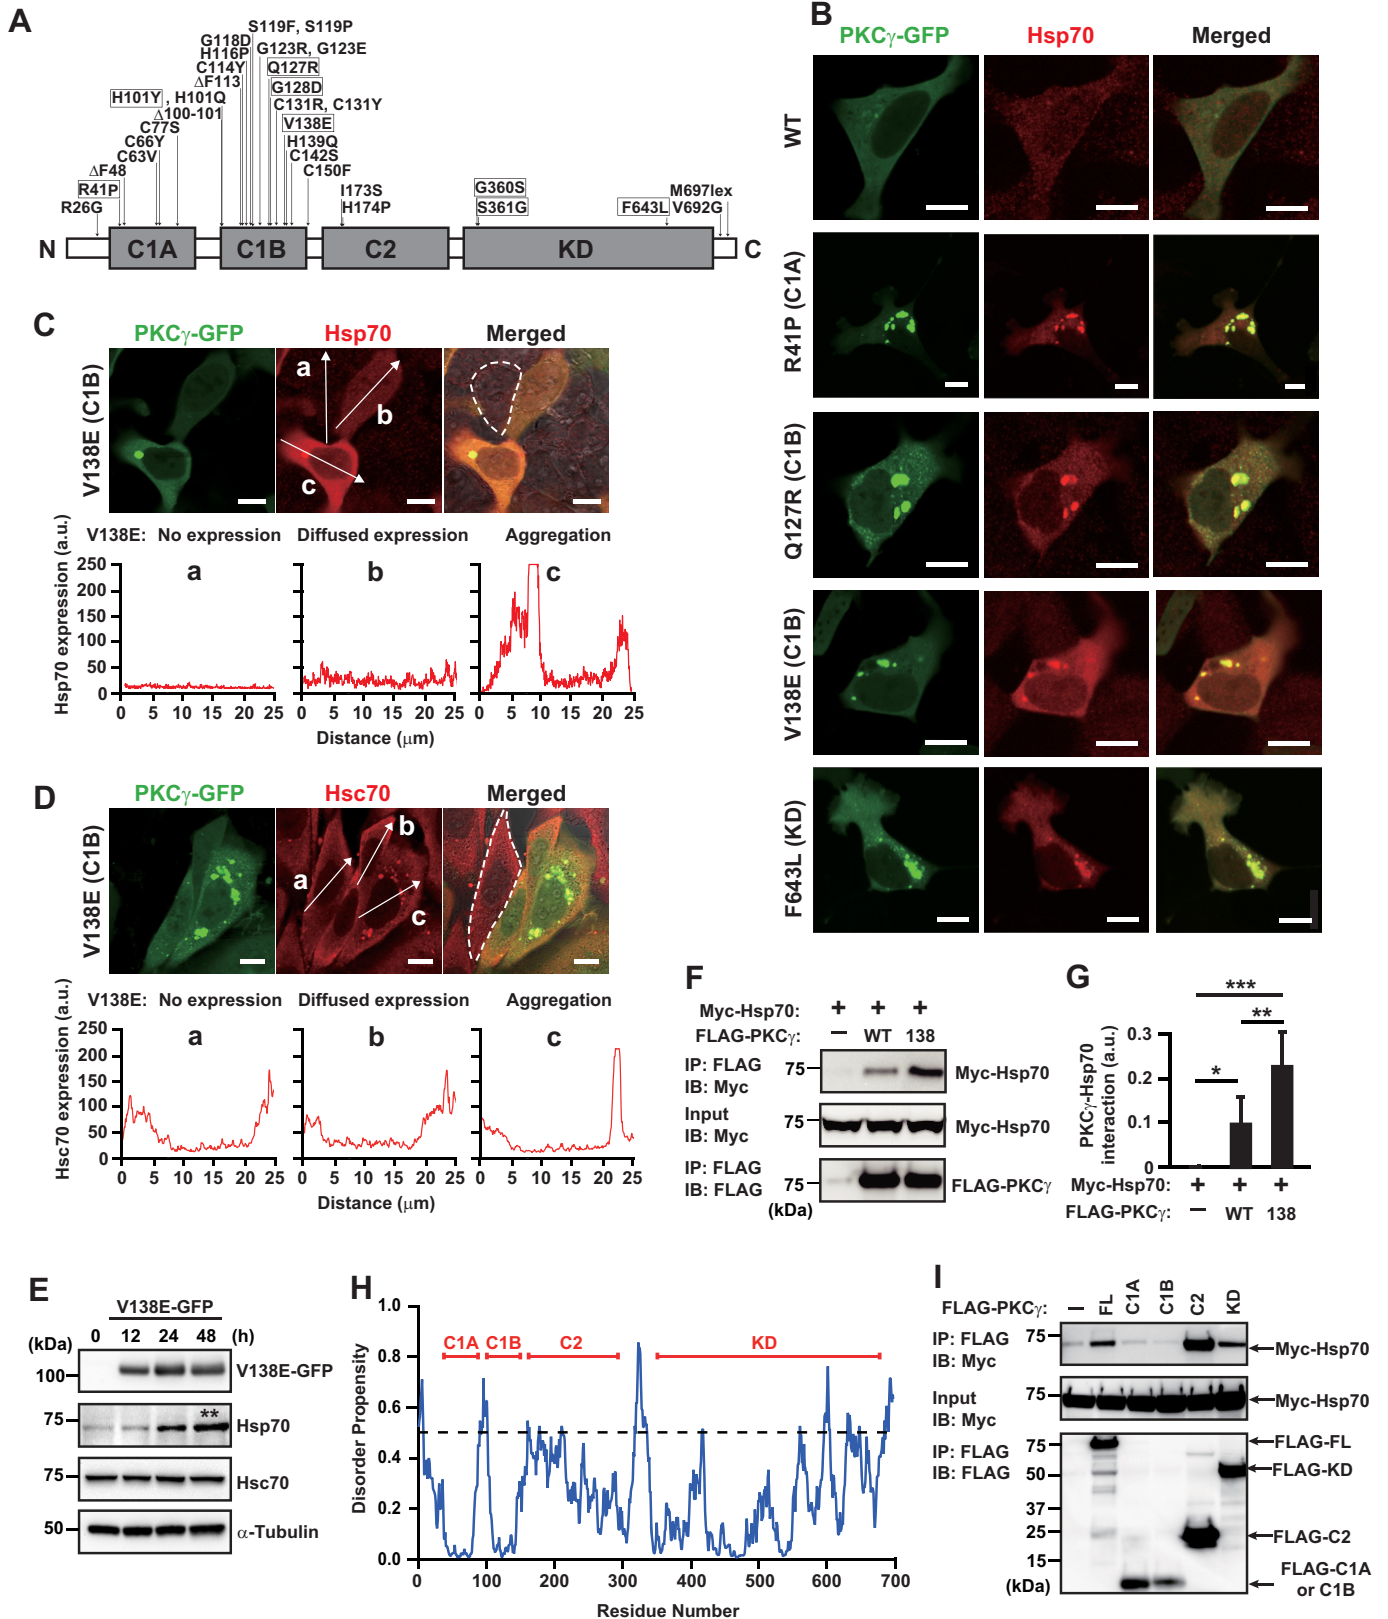 A
S119F, S119P
G118D
G123R, G123E
H116P
Q127R
C114Y
G128D
ΔF113
H101Y , H101Q
C131R, C131Y
Δ100-101
V138E
C77S
H139Q
C66Y
C142S
C63V
C150F
ΔF48
R41P
I173S
G360S
M697Iex
R26G
H174P
S361G
F643L V692G
N C1A C1B C2 KD C
B
PKCγ-GFP Hsp70 Merged
WT
R41P (C1A)
Q127R (C1B)
V138E (C1B)
F643L (KD)
C
PKCγ-GFP Hsp70 Merged
V138E (C1B)
a
b
c
V138E: No expression Diffused expression Aggregation
Hsp70 expression (a.u.)
a b c
250
200
150
100
50
0
0 5 10 15 20 25 0 5 10 15 20 25 0 5 10 15 20 25
Distance (μm)
D
PKCγ-GFP Hsc70 Merged
V138E (C1B)
a
b
c
V138E: No expression Diffused expression Aggregation
Hsc70 expression (a.u.)
a b c
250
200
150
100
50
0
0 5 10 15 20 25 0 5 10 15 20 25 0 5 10 15 20 25
Distance (μm)
E
V138E-GFP
(kDa) 0 12 24 48 (h)
100 V138E-GFP
75 ** Hsp70
75 Hsc70
50 α-Tubulin
F
Myc-Hsp70: + + +
FLAG-PKCγ: – WT 138
IP: FLAG
IB: Myc
75 Myc-Hsp70
Input
IB: Myc
75 Myc-Hsp70
IP: FLAG
IB: FLAG
75 FLAG-PKCγ
(kDa)
G
PKCγ-Hsp70
interaction (a.u.)
***
**
*
0.3
0.2
0.1
0
Myc-Hsp70: + + +
FLAG-PKCγ: – WT 138
H
Disorder Propensity
C1A C1B C2 KD
1.0
0.8
0.6
0.4
0.2
0.0
0 100 200 300 400 500 600 700
Residue Number
I
FLAG-PKCγ: – FL C1A C1B C2 KD
IP: FLAG
IB: Myc
75 Myc-Hsp70
Input
IB: Myc
75 Myc-Hsp70
IP: FLAG
IB: FLAG
75 FLAG-FL
50 FLAG-KD
37
25 FLAG-C2
15
(kDa)
FLAG-C1A
or C1B